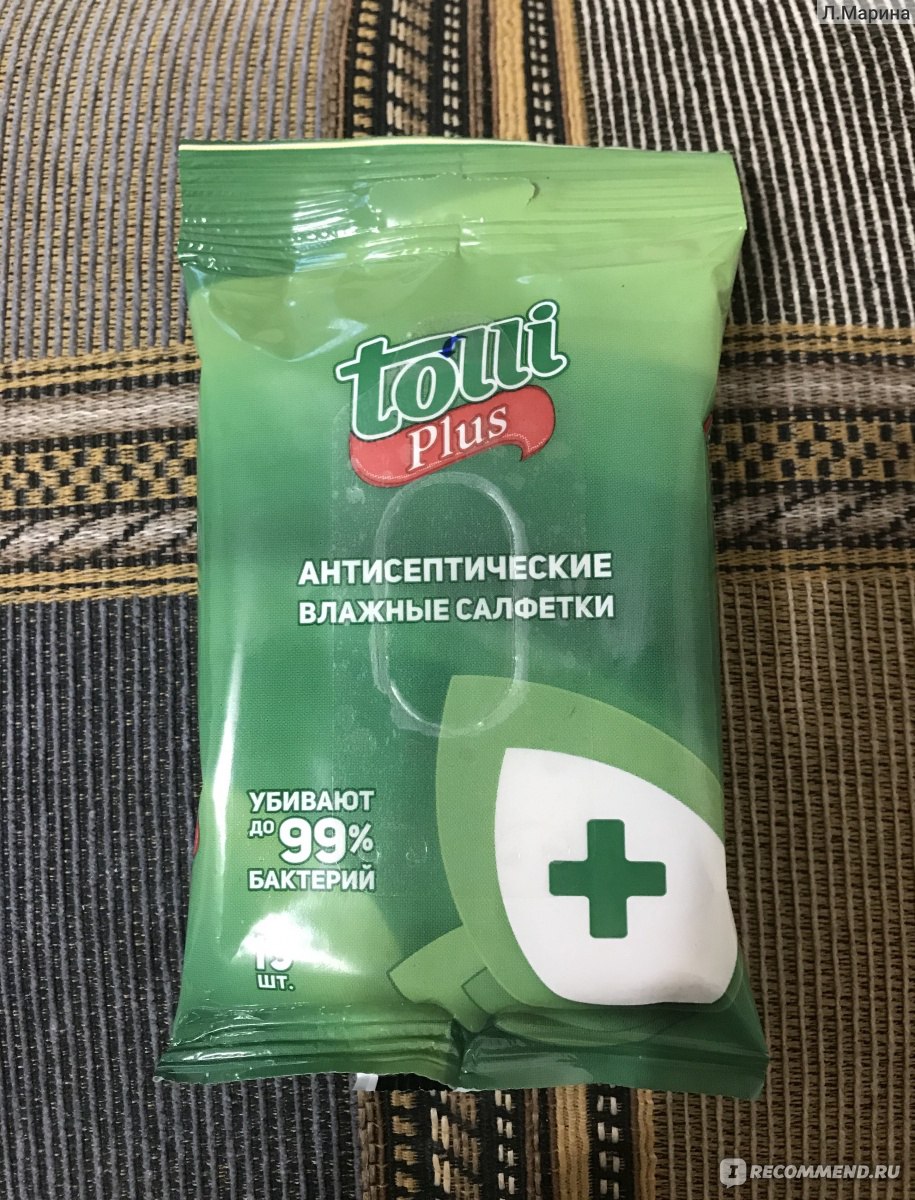 Л.Марина
tolli
Plus
АНТИСЕПТИЧЕСКИЕ
ВЛАЖНЫЕ САЛФЕТКИ
УБИВАЮТ
ДО 99%
БАКТЕРИЙ
ШТ.
RECOMMEND.RU